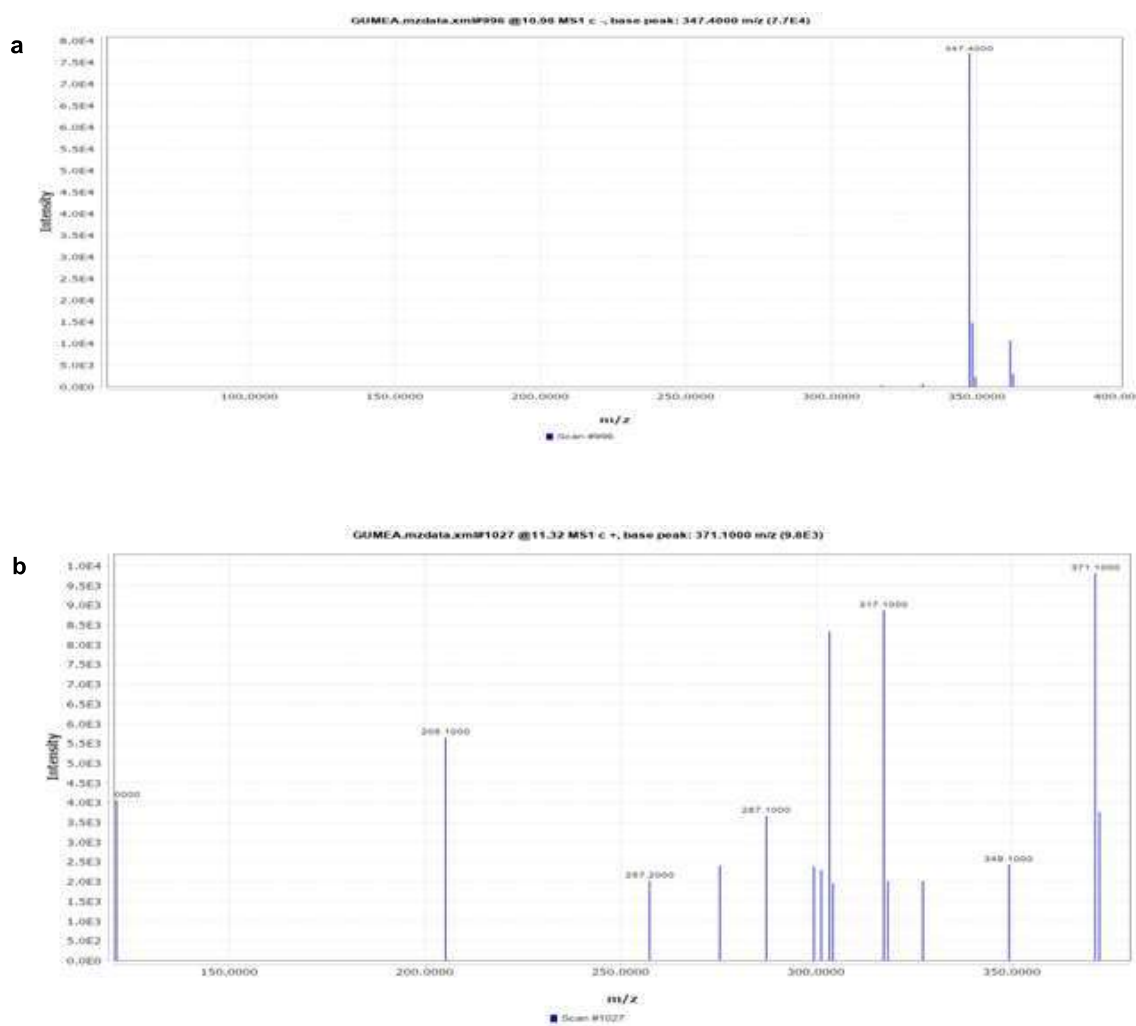 a
GUMEA.mzdata.xml#996 @10.96 MS1 c -, base peak: 347.4000 m/z (7.7E4)
8.0E4
347.4000
7.5E4
7.0E4
6.5E4
6.0E4
5.5E4
5.0E4
4.5E4
4.0E4
3.5E4
3.0E4
2.5E4
2.0E4
1.5E4
1.0E4
5.0E3
0.0E0
Intensity
100.0000 150.0000 200.0000 250.0000 300.0000 350.0000 400.00
m/z
Scan #996
b
GUMEA.mzdata.xml#1027 @11.32 MS1 c +, base peak: 371.1000 m/z (9.8E3)
1.0E4
371.1000
9.5E3
9.0E3
317.1000
8.5E3
8.0E3
7.5E3
7.0E3
6.5E3
6.0E3
5.5E3
5.0E3
4.5E3
4.0E3
0000
3.5E3
287.1000
3.0E3
2.5E3
349.1000
2.0E3
257.2000
1.5E3
1.0E3
5.0E2
0.0E0
Intensity
150.0000 200.0000 250.0000 300.0000 350.0000
m/z
Scan #1027